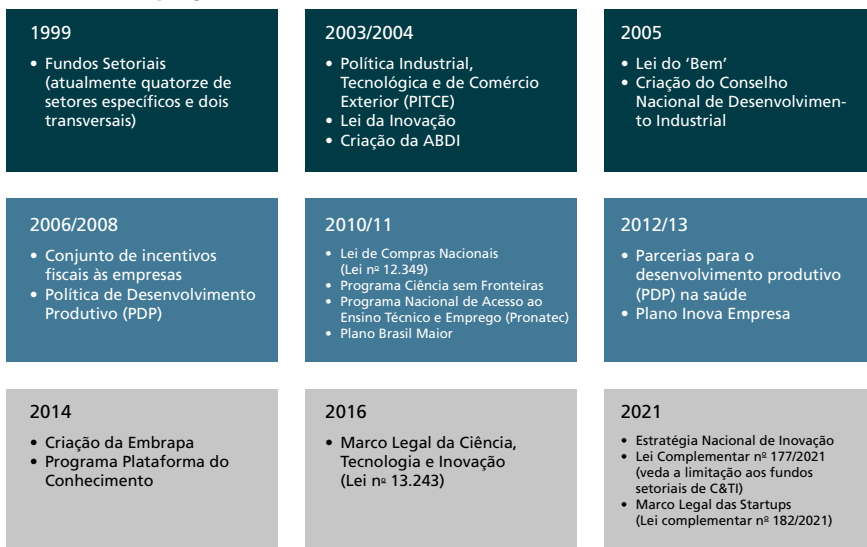 1999
• Fundos Setoriais
(atualmente quatorze de
setores específicos e dois
transversais)
2003/2004
• Política Industrial,
Tecnológica e de Comércio
Exterior (PITCE)
• Lei da Inovação
• Criação da ABDI
2005
• Lei do ‘Bem’
• Criação do Conselho
Nacional de Desenvolvimen-
to Industrial
2006/2008
• Conjunto de incentivos
fiscais às empresas
• Política de Desenvolvimento
Produtivo (PDP)
2010/11
• Lei de Compras Nacionais
(Lei nº 12.349)
• Programa Ciência sem Fronteiras
• Programa Nacional de Acesso ao
Ensino Técnico e Emprego (Pronatec)
• Plano Brasil Maior
2012/13
• Parcerias para o
desenvolvimento produtivo
(PDP) na saúde
• Plano Inova Empresa
2014
• Criação da Embrapa
• Programa Plataforma do
Conhecimento
2016
• Marco Legal da Ciência,
Tecnologia e Inovação
(Lei nº 13.243)
2021
• Estratégia Nacional de Inovação
• Lei Complementar nº 177/2021
(veda a limitação aos fundos
setoriais de C&TI)
• Marco Legal das Startups
(Lei complementar nº 182/2021)